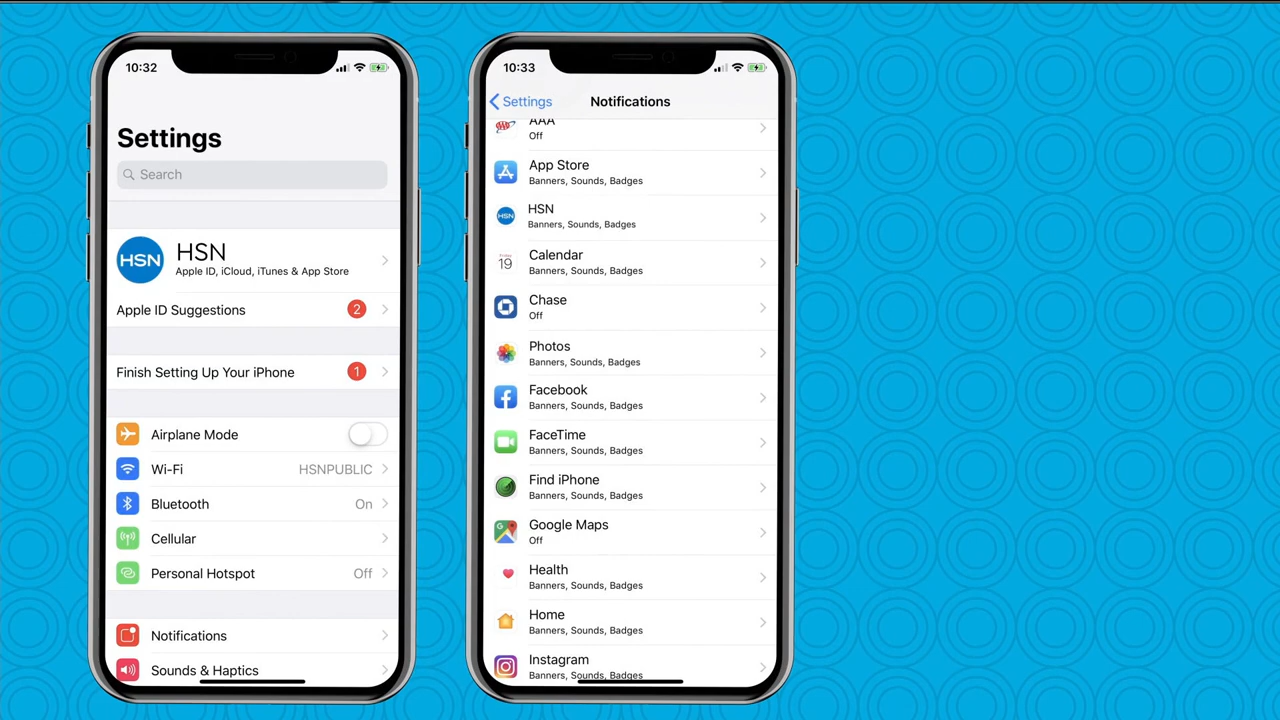 10:32
Settings
Search
HSN
HSN
Apple ID, iCloud, iTunes & App Store
Apple ID Suggestions
2
Finish Setting Up Your iPhone
1
Airplane Mode
Wi-Fi
HSNPUBLIC
Bluetooth
On
Cellular
Personal Hotspot
Off
Notifications
Sounds & Haptics
10:33
Settings
Notifications
AAA
Off
App Store
Banners, Sounds, Badges
HSN
HSN
Banners, Sounds, Badges
19
Calendar
Banners, Sounds, Badges
Chase
Off
Photos
Banners, Sounds, Badges
Facebook
Banners, Sounds, Badges
FaceTime
Banners, Sounds, Badges
Find iPhone
Banners, Sounds, Badges
Google Maps
Off
Health
Banners, Sounds, Badges
Home
Banners, Sounds, Badges
Instagram
Banners, Sounds, Badges